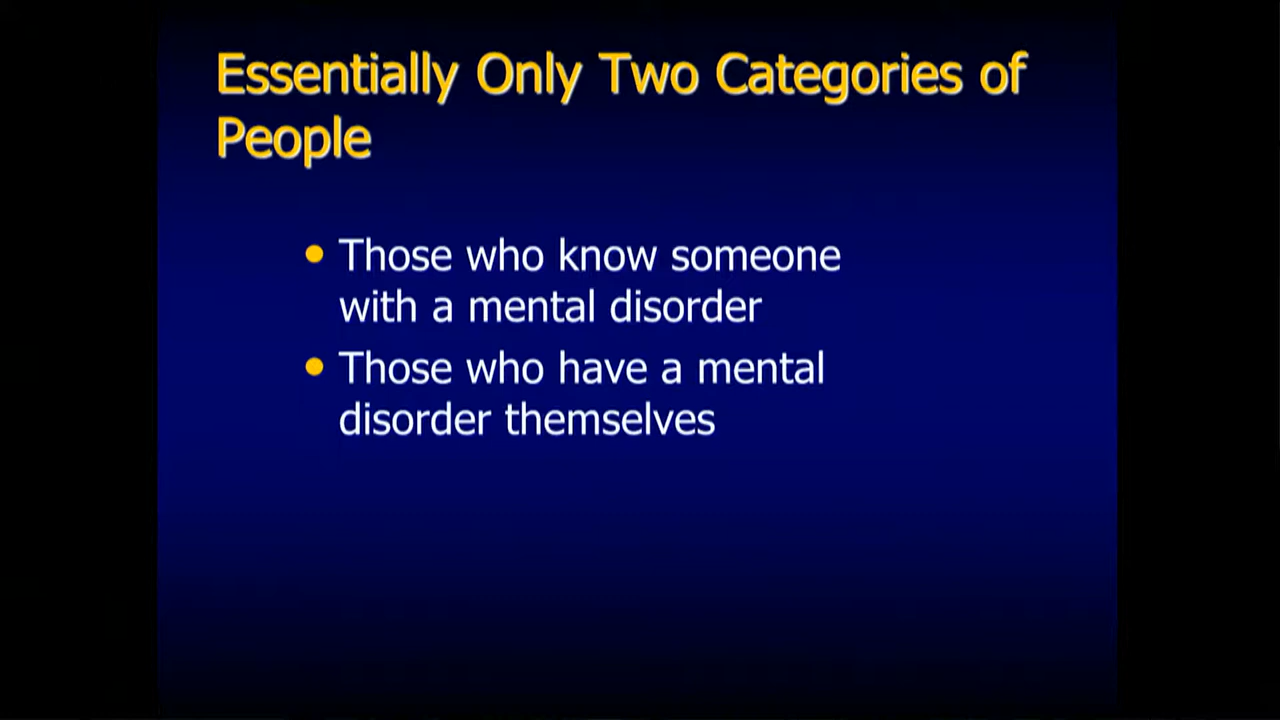 Essentially Only Two Categories of
People
• Those who know someone
with a mental disorder
• Those who have a mental
disorder themselves